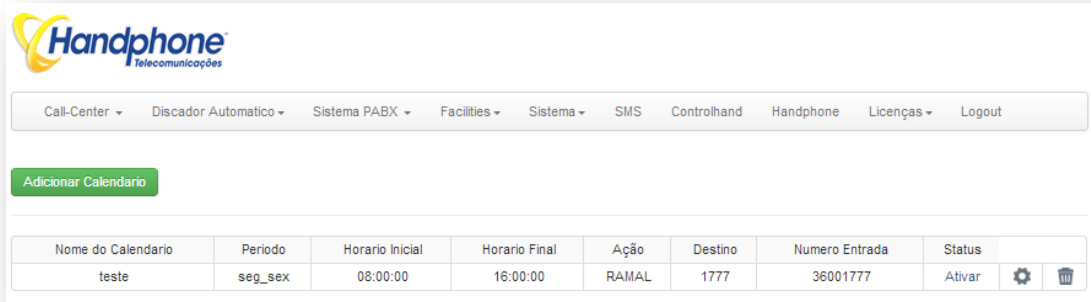 Handphone
Telecomunicações
Call-Center Discador Automatico Sistema PABX Facilities Sistema SMS Controlhand Handphone Licenças Logout
Adicionar Calendario
Nome do Calendario Periodo Horario Inicial Horario Final Ação Destino Numero Entrada Status
teste seg_sex 08:00:00 16:00:00 RAMAL 1777 36001777 Ativar